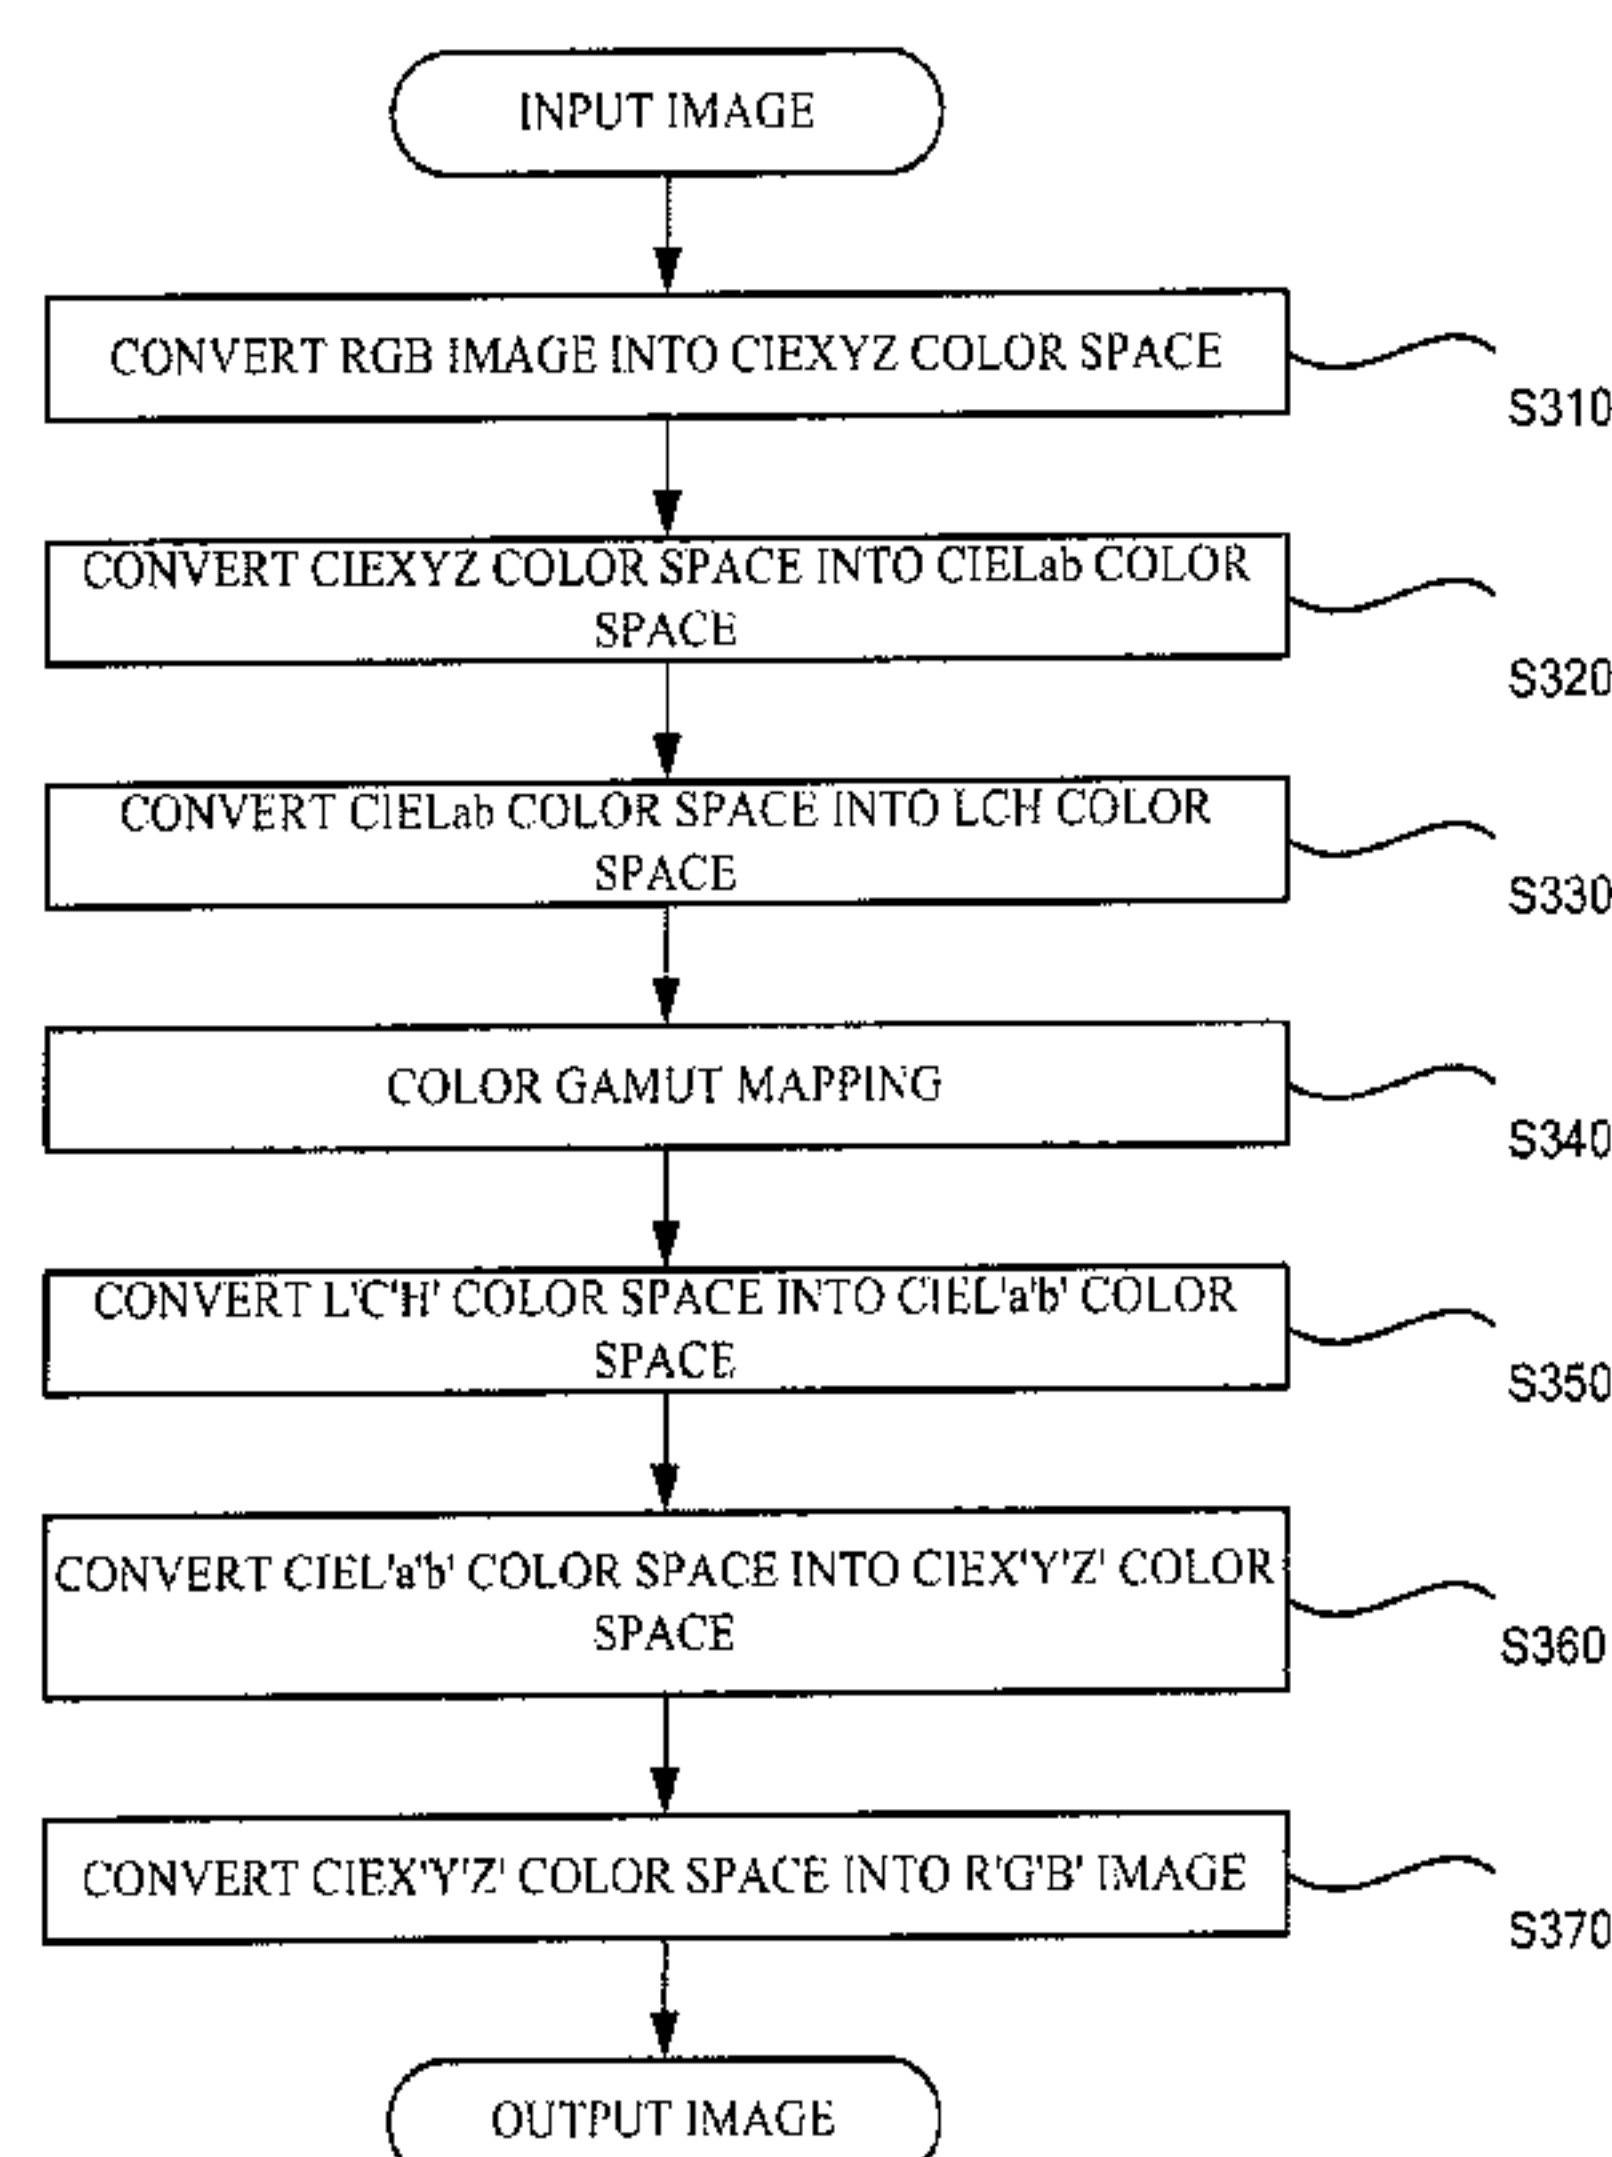 INPUT IMAGE
CONVERT RGB IMAGE INTO CIEXYZ COLOR SPACE
S310
CONVERT CIEXYZ COLOR SPACE INTO CIELab COLOR
SPACE
S320
CONVERT CIELab COLOR SPACE INTO LCH COLOR
SPACE
S330
COLOR GAMUT MAPPING
S340
CONVERT L'C'H' COLOR SPACE INTO CIEL'a'b' COLOR
SPACE
S350
CONVERT CIEL'a'b' COLOR SPACE INTO CIEX'Y'Z' COLOR
SPACE
S360
CONVERT CIEX'Y'Z' COLOR SPACE INTO R'G'B' IMAGE
S370
OUTPUT IMAGE